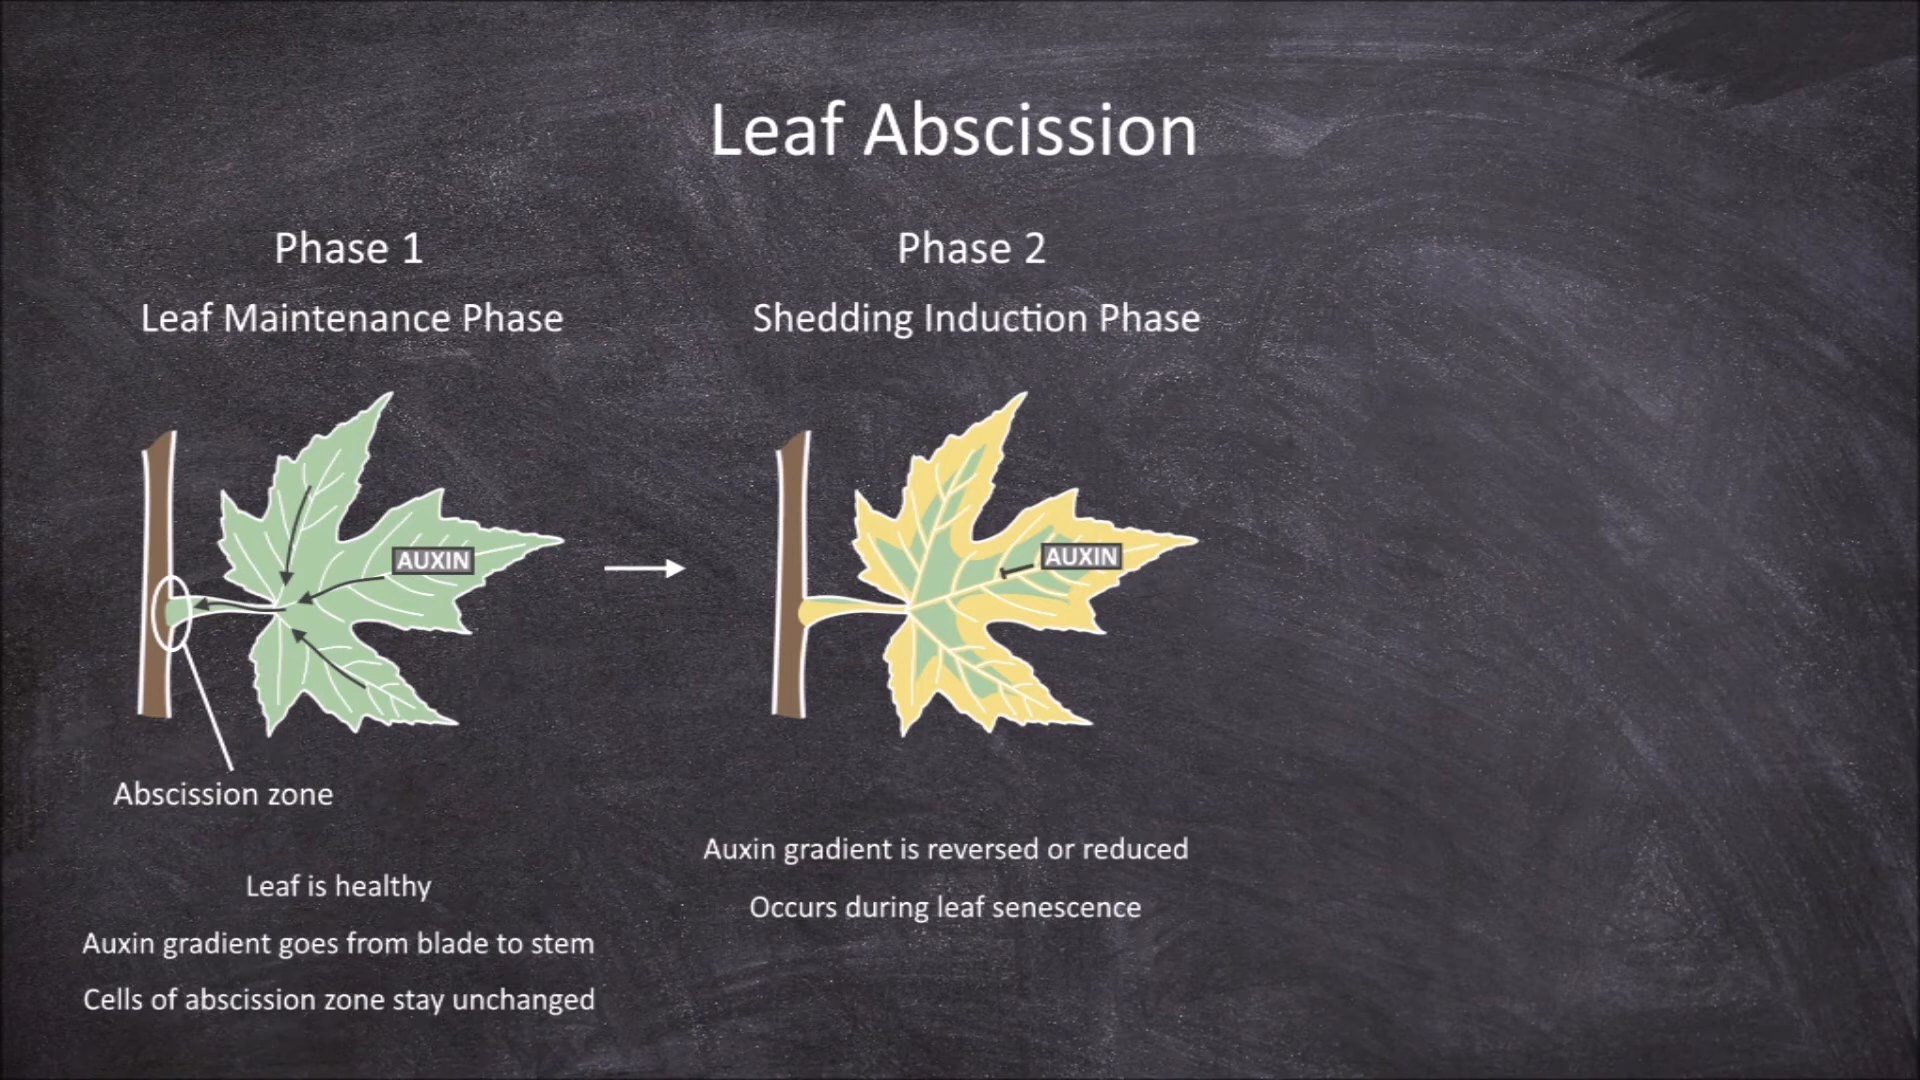 Leaf Abscission
Phase 1
Leaf Maintenance Phase
AUXIN
Abscission zone
Leaf is healthy
Auxin gradient goes from blade to stem
Cells of abscission zone stay unchanged
Phase 2
Shedding Induction Phase
AUXIN
Auxin gradient is reversed or reduced
Occurs during leaf senescence